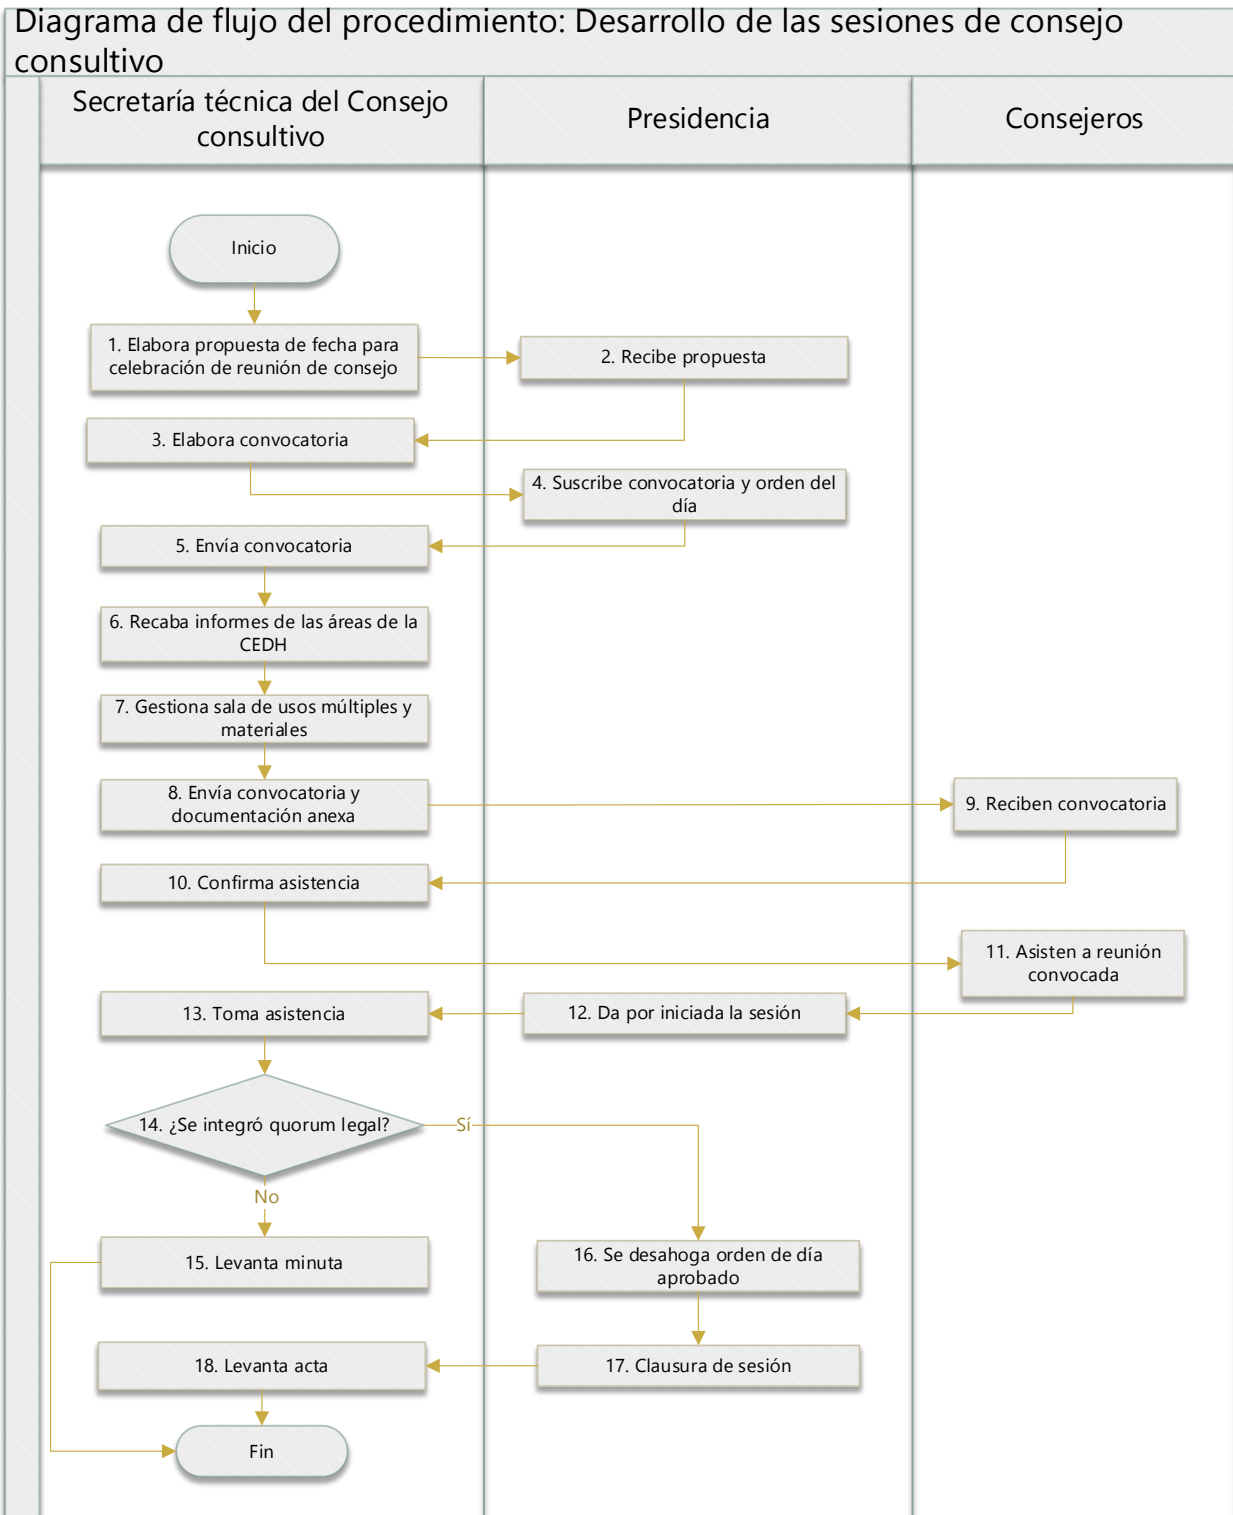 Diagrama de flujo del procedimiento: Desarrollo de las sesiones de consejo
consultivo
Secretaría técnica del Consejo
consultivo
Presidencia
Consejeros
Inicio
1. Elabora propuesta de fecha para
celebración de reunión de consejo
2. Recibe propuesta
3. Elabora convocatoria
4. Suscribe convocatoria y orden del
día
5. Envía convocatoria
6. Recaba informes de las áreas de la
CEDH
7. Gestiona sala de usos múltiples y
materiales
8. Envía convocatoria y
documentación anexa
9. Reciben convocatoria
10. Confirma asistencia
11. Asisten a reunión
convocada
12. Da por iniciada la sesión
13. Toma asistencia
14. ¿Se integró quorum legal?
Sí
No
15. Levanta minuta
16. Se desahoga orden de día
aprobado
17. Clausura de sesión
18. Levanta acta
Fin